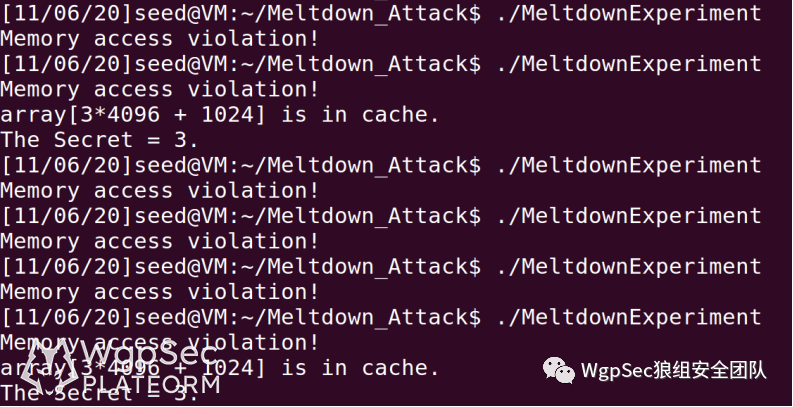 [11/06/20]seed@VM:~/Meltdown_Attack$ ./MeltdownExperiment
Memory access violation!
[11/06/20]seed@VM:~/Meltdown_Attack$ ./MeltdownExperiment
Memory access violation!
array[3*4096 + 1024] is in cache.
The Secret = 3.
[11/06/20]seed@VM:~/Meltdown_Attack$ ./MeltdownExperiment
Memory access violation!
[11/06/20]seed@VM:~/Meltdown_Attack$ ./MeltdownExperiment
Memory access violation!
[11/06/20]seed@VM:~/Meltdown_Attack$ ./MeltdownExperiment
Memory access violation!
[11/06/20]seed@VM:~/Meltdown_Attack$ ./MeltdownExperiment
Memory access violation!
array[3*4096 + 1024] is in cache.
The Secret = 3.
WgpSec
PLATEORM
WgpSec狼组安全团队